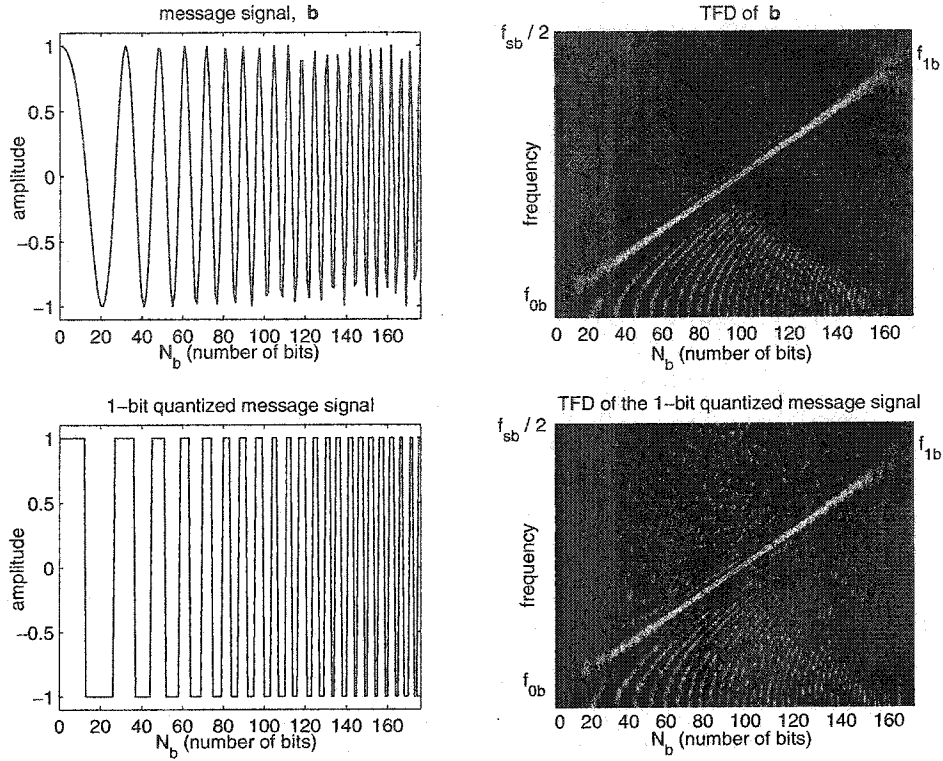 message signal, b
1
0.5
0
−0.5
−1
amplitude
0 20 40 60 80 100 120 140 160
N_b (number of bits)
TFD of b
f_sb / 2
f_1b
frequency
f_0b
0 20 40 60 80 100 120 140 160
N_b (number of bits)
1−bit quantized message signal
1
0.5
0
−0.5
−1
amplitude
0 20 40 60 80 100 120 140 160
N_b (number of bits)
TFD of the 1−bit quantized message signal
f_sb / 2
f_1b
frequency
f_0b
0 20 40 60 80 100 120 140 160
N_b (number of bits)